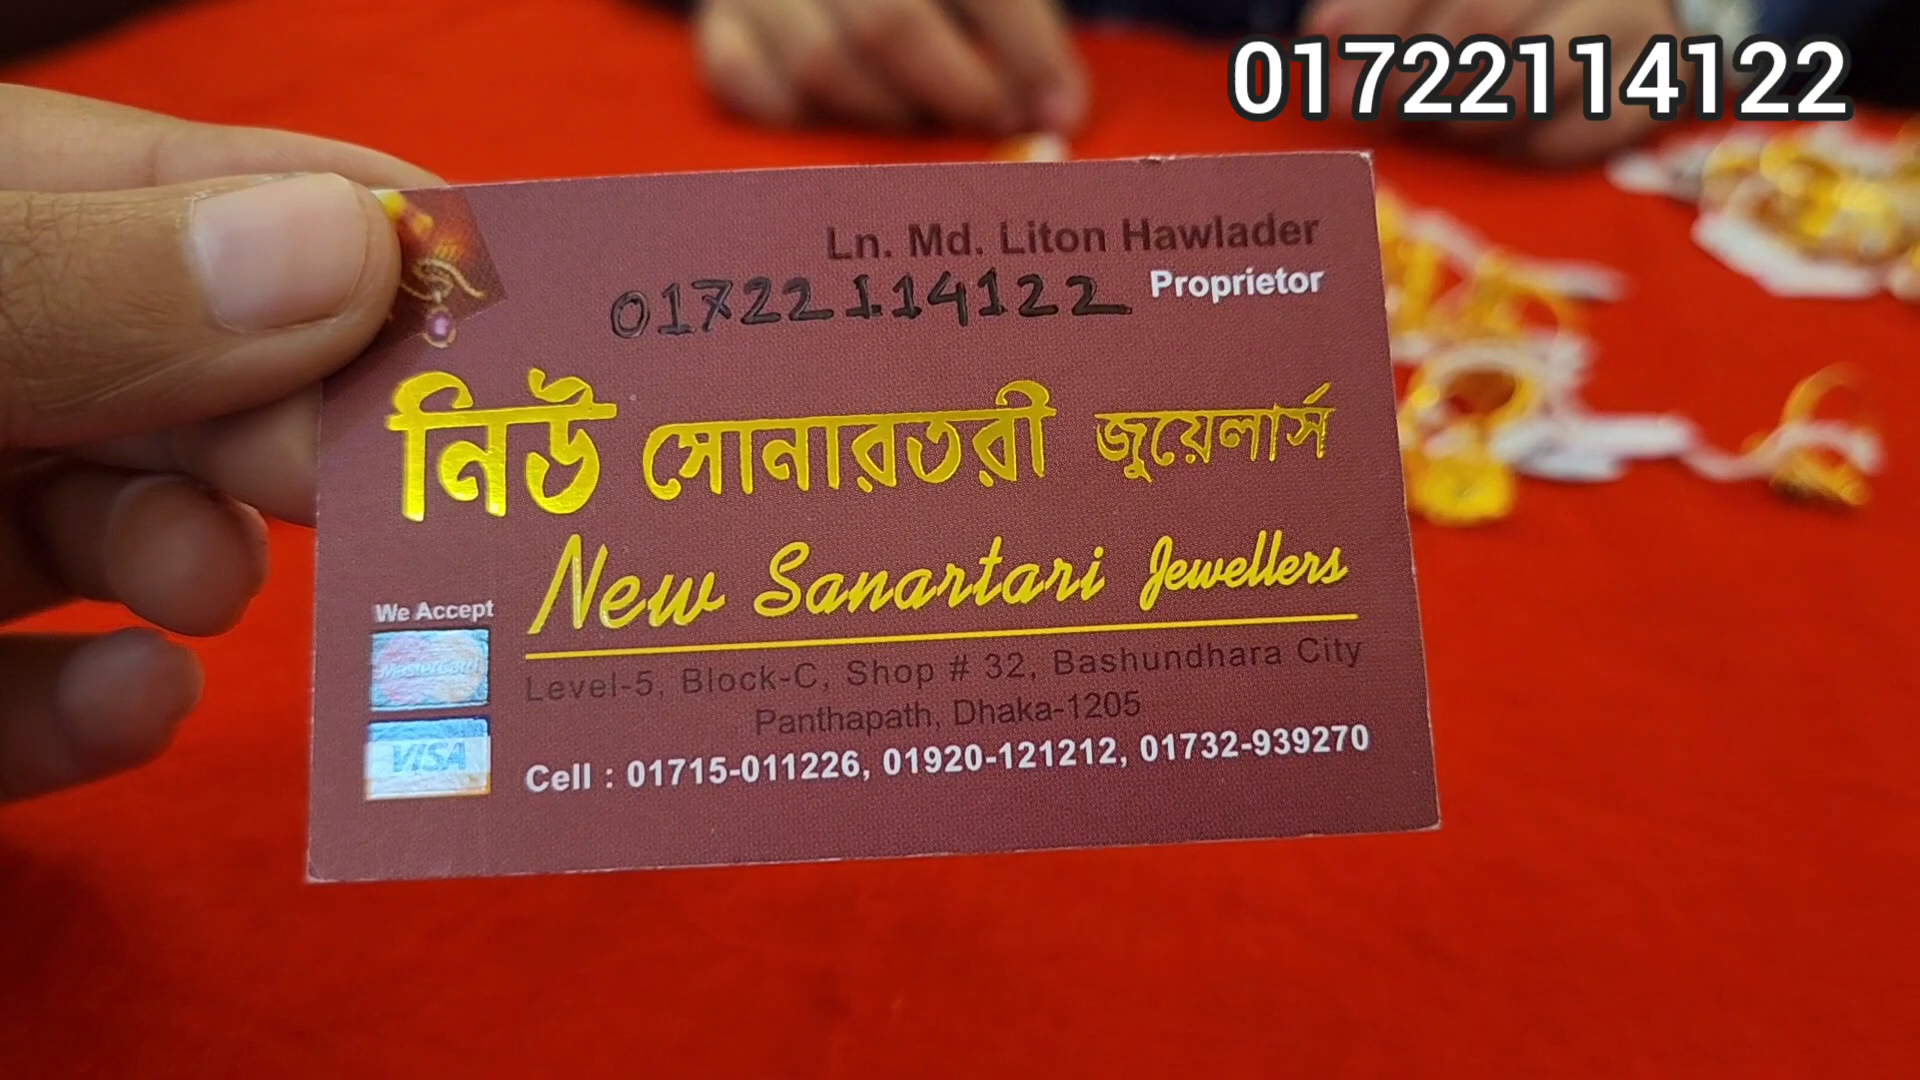 01722114122
Ln. Md. Liton Hawlader
Proprietor
01722114122
নিউ সোনারতরী জুয়েলার্স
New Sanartari Jewellers
We Accept
MasterCard
VISA
Level-5, Block-C, Shop # 32, Bashundhara City
Panthapath, Dhaka-1205
Cell : 01715-011226, 01920-121212, 01732-939270